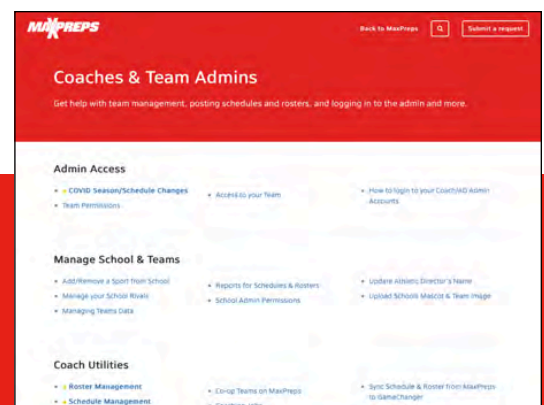 MAXPREPS
Back to MaxPreps
Submit a request
Coaches & Team Admins
Get help with team management, posting schedules and rosters, and logging in to the admin and more.
Admin Access
COVID Season/Schedule Changes
Team Permissions
Access to your Team
How to login to your Coach/AD Admin
Accounts
Manage School & Teams
Add/Remove a Sport from School
Manage your School Rivals
Managing Teams Data
Reports for Schedules & Rosters
School Admin Permissions
Update Athletic Director's Name
Upload Schools Mascot & Team Image
Coach Utilities
Roster Management
Schedule Management
Co-op Teams on MaxPreps
Sync Schedule & Roster from MaxPreps
to GameChanger